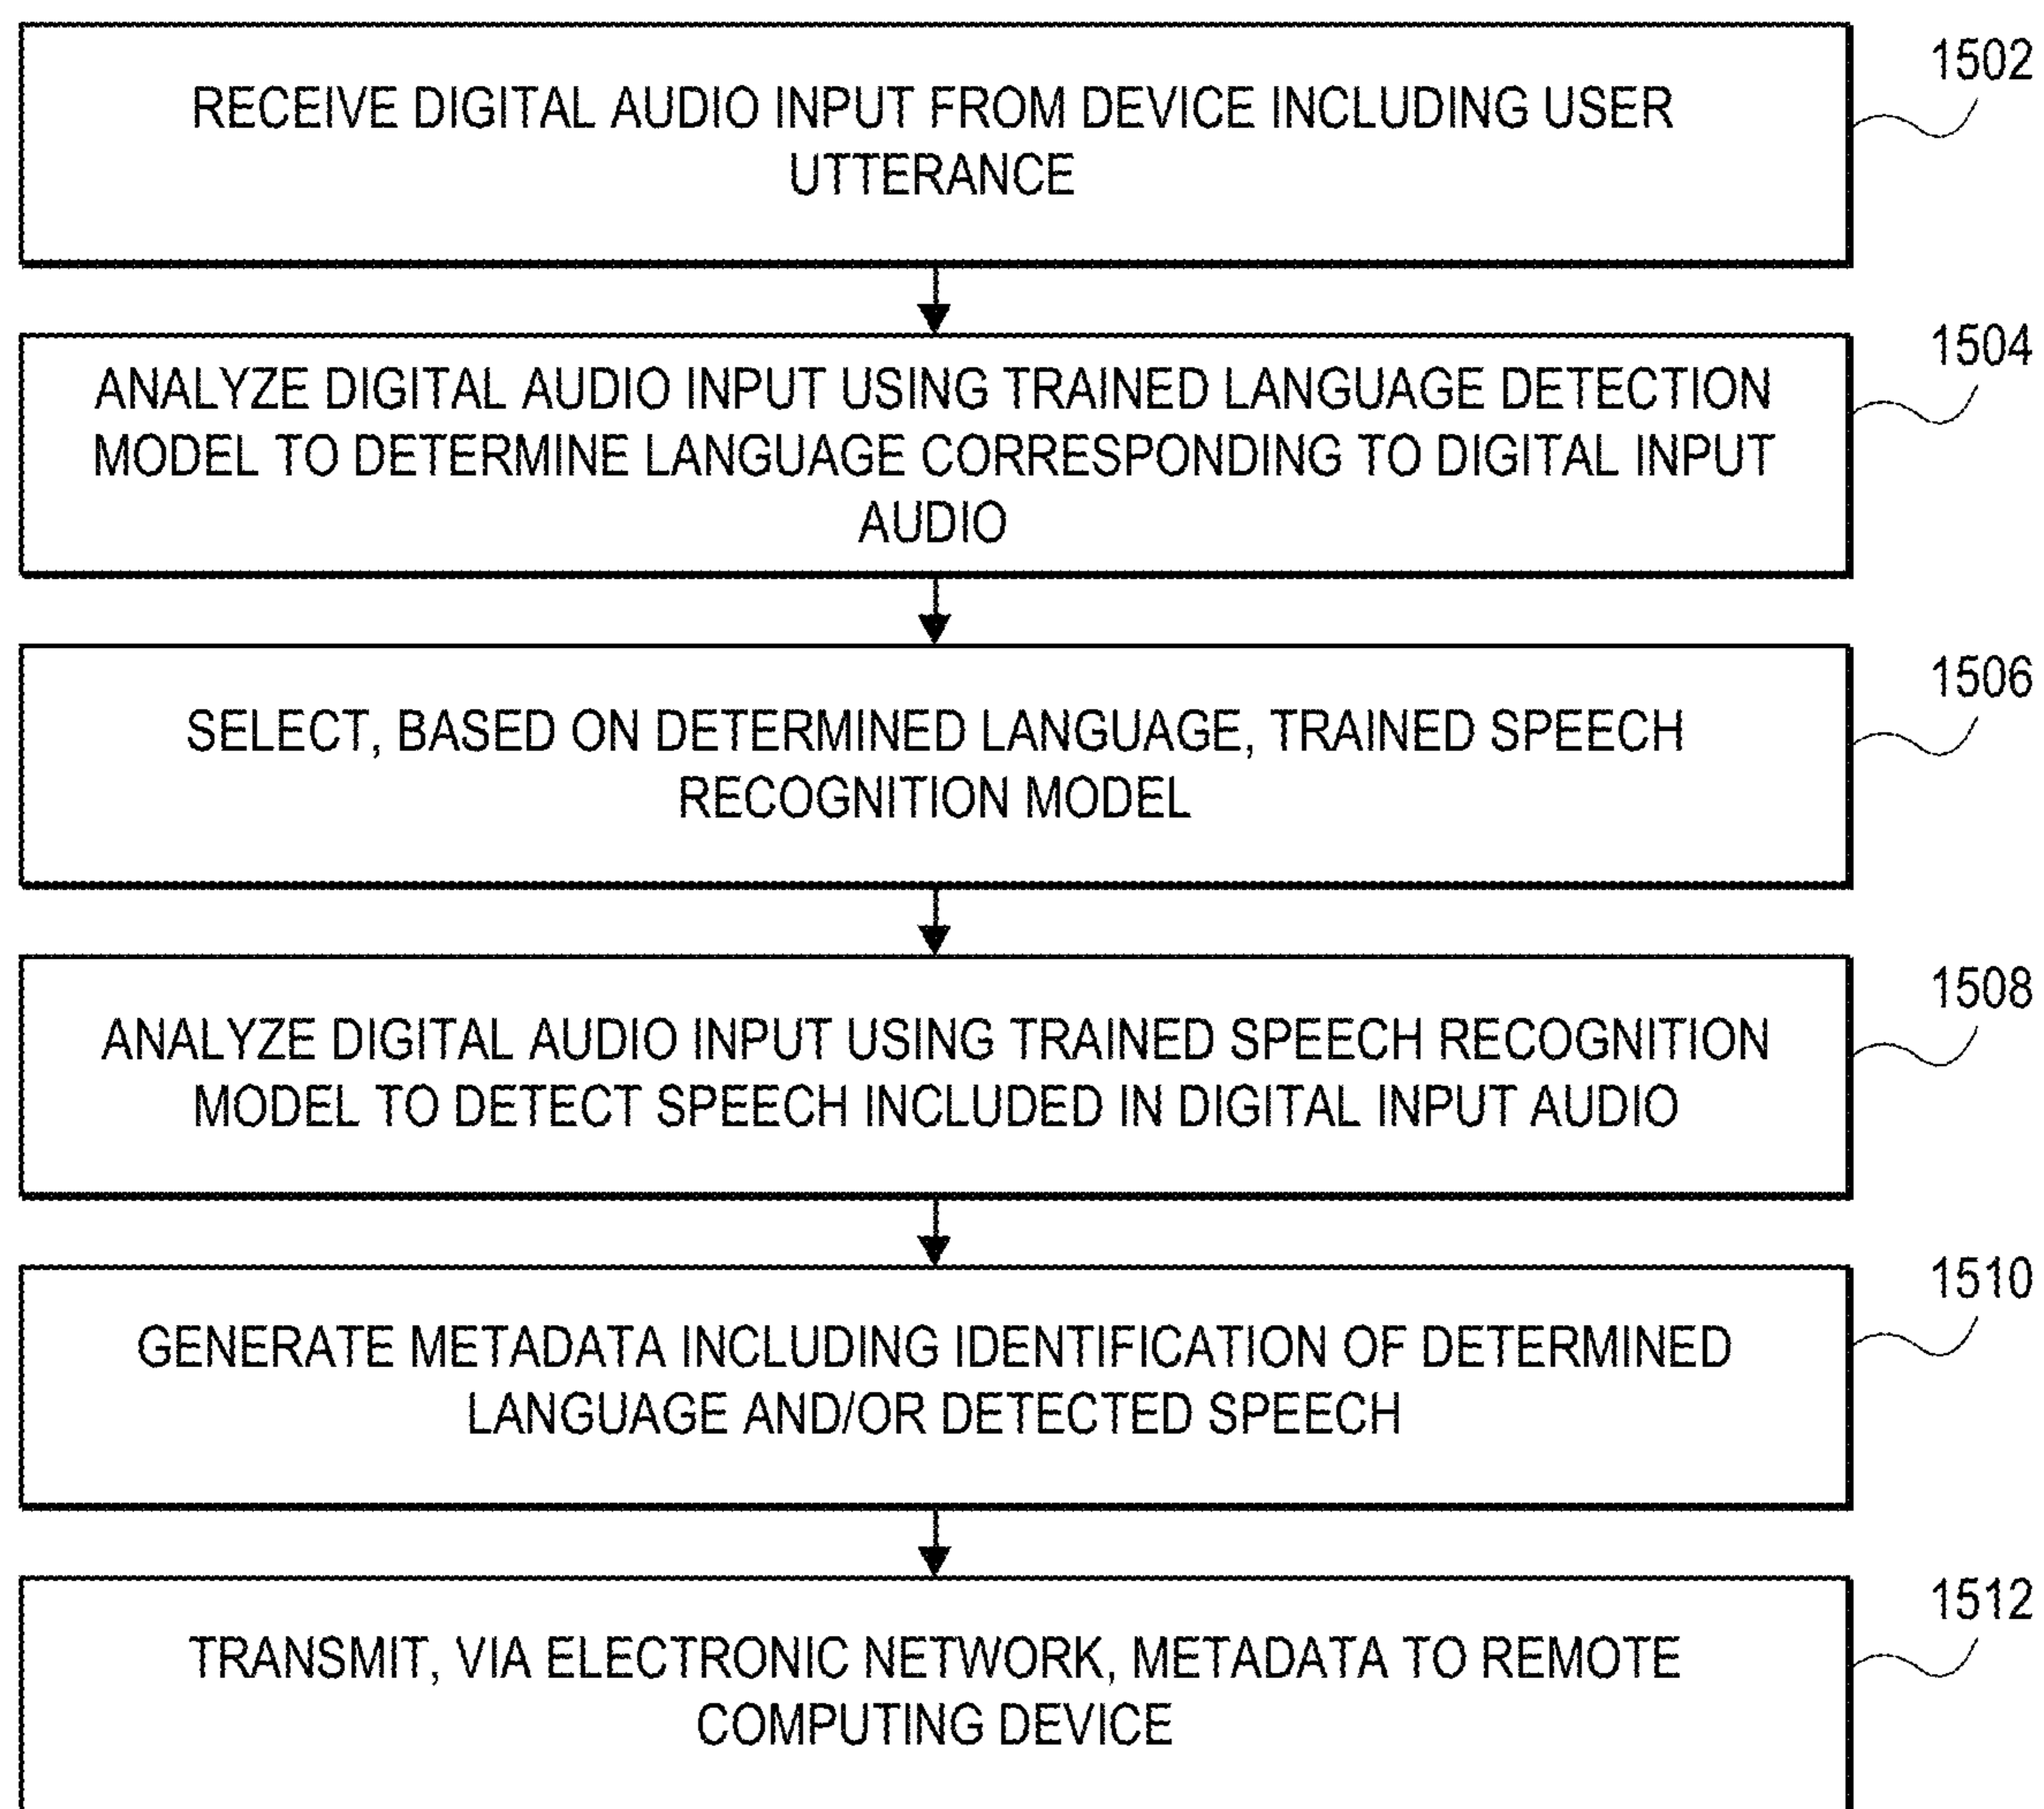 1502
RECEIVE DIGITAL AUDIO INPUT FROM DEVICE INCLUDING USER
UTTERANCE
1504
ANALYZE DIGITAL AUDIO INPUT USING TRAINED LANGUAGE DETECTION
MODEL TO DETERMINE LANGUAGE CORRESPONDING TO DIGITAL INPUT
AUDIO
1506
SELECT, BASED ON DETERMINED LANGUAGE, TRAINED SPEECH
RECOGNITION MODEL
1508
ANALYZE DIGITAL AUDIO INPUT USING TRAINED SPEECH RECOGNITION
MODEL TO DETECT SPEECH INCLUDED IN DIGITAL INPUT AUDIO
1510
GENERATE METADATA INCLUDING IDENTIFICATION OF DETERMINED
LANGUAGE AND/OR DETECTED SPEECH
1512
TRANSMIT, VIA ELECTRONIC NETWORK, METADATA TO REMOTE
COMPUTING DEVICE